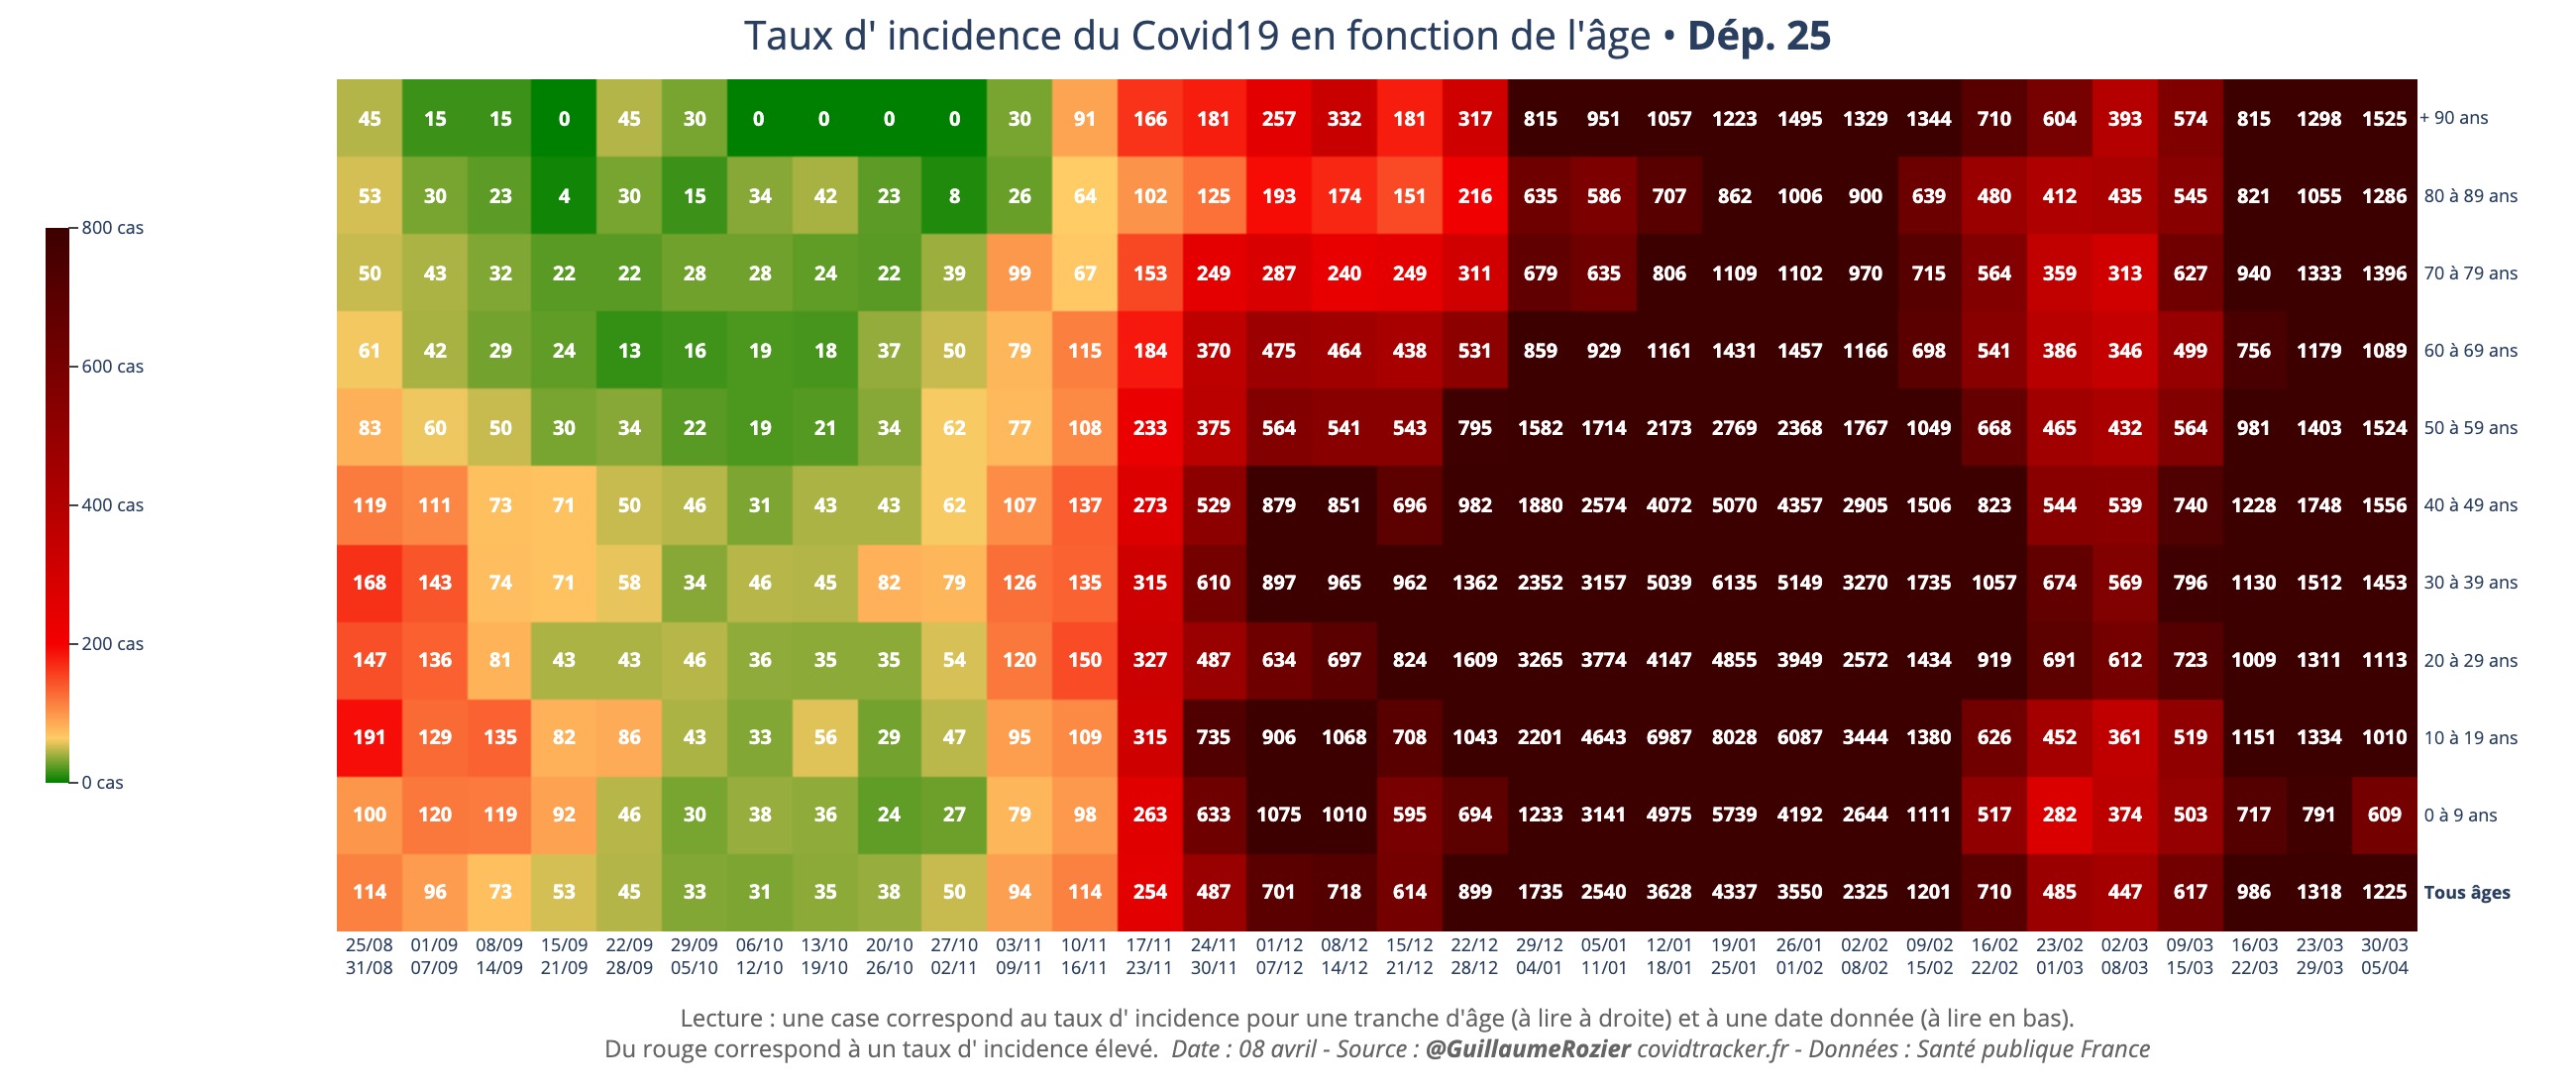 Taux d' incidence du Covid19 en fonction de l'âge • Dép. 25
45 15 15 0 45 30 0 0 0 0 30 91 166 181 257 332 181 317 815 951 1057 1223 1495 1329 1344 710 604 393 574 815 1298 1525 + 90 ans
53 30 23 4 30 15 34 42 23 8 26 64 102 125 193 174 151 216 635 586 707 862 1006 900 639 480 412 435 545 821 1055 1286 80 à 89 ans
800 cas
50 43 32 22 22 28 28 24 22 39 99 67 153 249 287 240 249 311 679 635 806 1109 1102 970 715 564 359 313 627 940 1333 1396 70 à 79 ans
61 42 29 24 13 16 19 18 37 50 79 115 184 370 475 464 438 531 859 929 1161 1431 1457 1166 698 541 386 346 499 756 1179 1089 60 à 69 ans
600 cas
83 60 50 30 34 22 19 21 34 62 77 108 233 375 564 541 543 795 1582 1714 2173 2769 2368 1767 1049 668 465 432 564 981 1403 1524 50 à 59 ans
400 cas
119 111 73 71 50 46 31 43 43 62 107 137 273 529 879 851 696 982 1880 2574 4072 5070 4357 2905 1506 823 544 539 740 1228 1748 1556 40 à 49 ans
168 143 74 71 58 34 46 45 82 79 126 135 315 610 897 965 962 1362 2352 3157 5039 6135 5149 3270 1735 1057 674 569 796 1130 1512 1453 30 à 39 ans
200 cas
147 136 81 43 43 46 36 35 35 54 120 150 327 487 634 697 824 1609 3265 3774 4147 4855 3949 2572 1434 919 691 612 723 1009 1311 1113 20 à 29 ans
191 129 135 82 86 43 33 56 29 47 95 109 315 735 906 1068 708 1043 2201 4643 6987 8028 6087 3444 1380 626 452 361 519 1151 1334 1010 10 à 19 ans
0 cas
100 120 119 92 46 30 38 36 24 27 79 98 263 633 1075 1010 595 694 1233 3141 4975 5739 4192 2644 1111 517 282 374 503 717 791 609 0 à 9 ans
114 96 73 53 45 33 31 35 38 50 94 114 254 487 701 718 614 899 1735 2540 3628 4337 3550 2325 1201 710 485 447 617 986 1318 1225 Tous âges
25/08 01/09 08/09 15/09 22/09 29/09 06/10 13/10 20/10 27/10 03/11 10/11 17/11 24/11 01/12 08/12 15/12 22/12 29/12 05/01 12/01 19/01 26/01 02/02 09/02 16/02 23/02 02/03 09/03 16/03 23/03 30/03
31/08 07/09 14/09 21/09 28/09 05/10 12/10 19/10 26/10 02/11 09/11 16/11 23/11 30/11 07/12 14/12 21/12 28/12 04/01 11/01 18/01 25/01 01/02 08/02 15/02 22/02 01/03 08/03 15/03 22/03 29/03 05/04
Lecture : une case correspond au taux d' incidence pour une tranche d'âge (à lire à droite) et à une date donnée (à lire en bas).
Du rouge correspond à un taux d' incidence élevé. Date : 08 avril - Source : @GuillaumeRozier covidtracker.fr - Données : Santé publique France